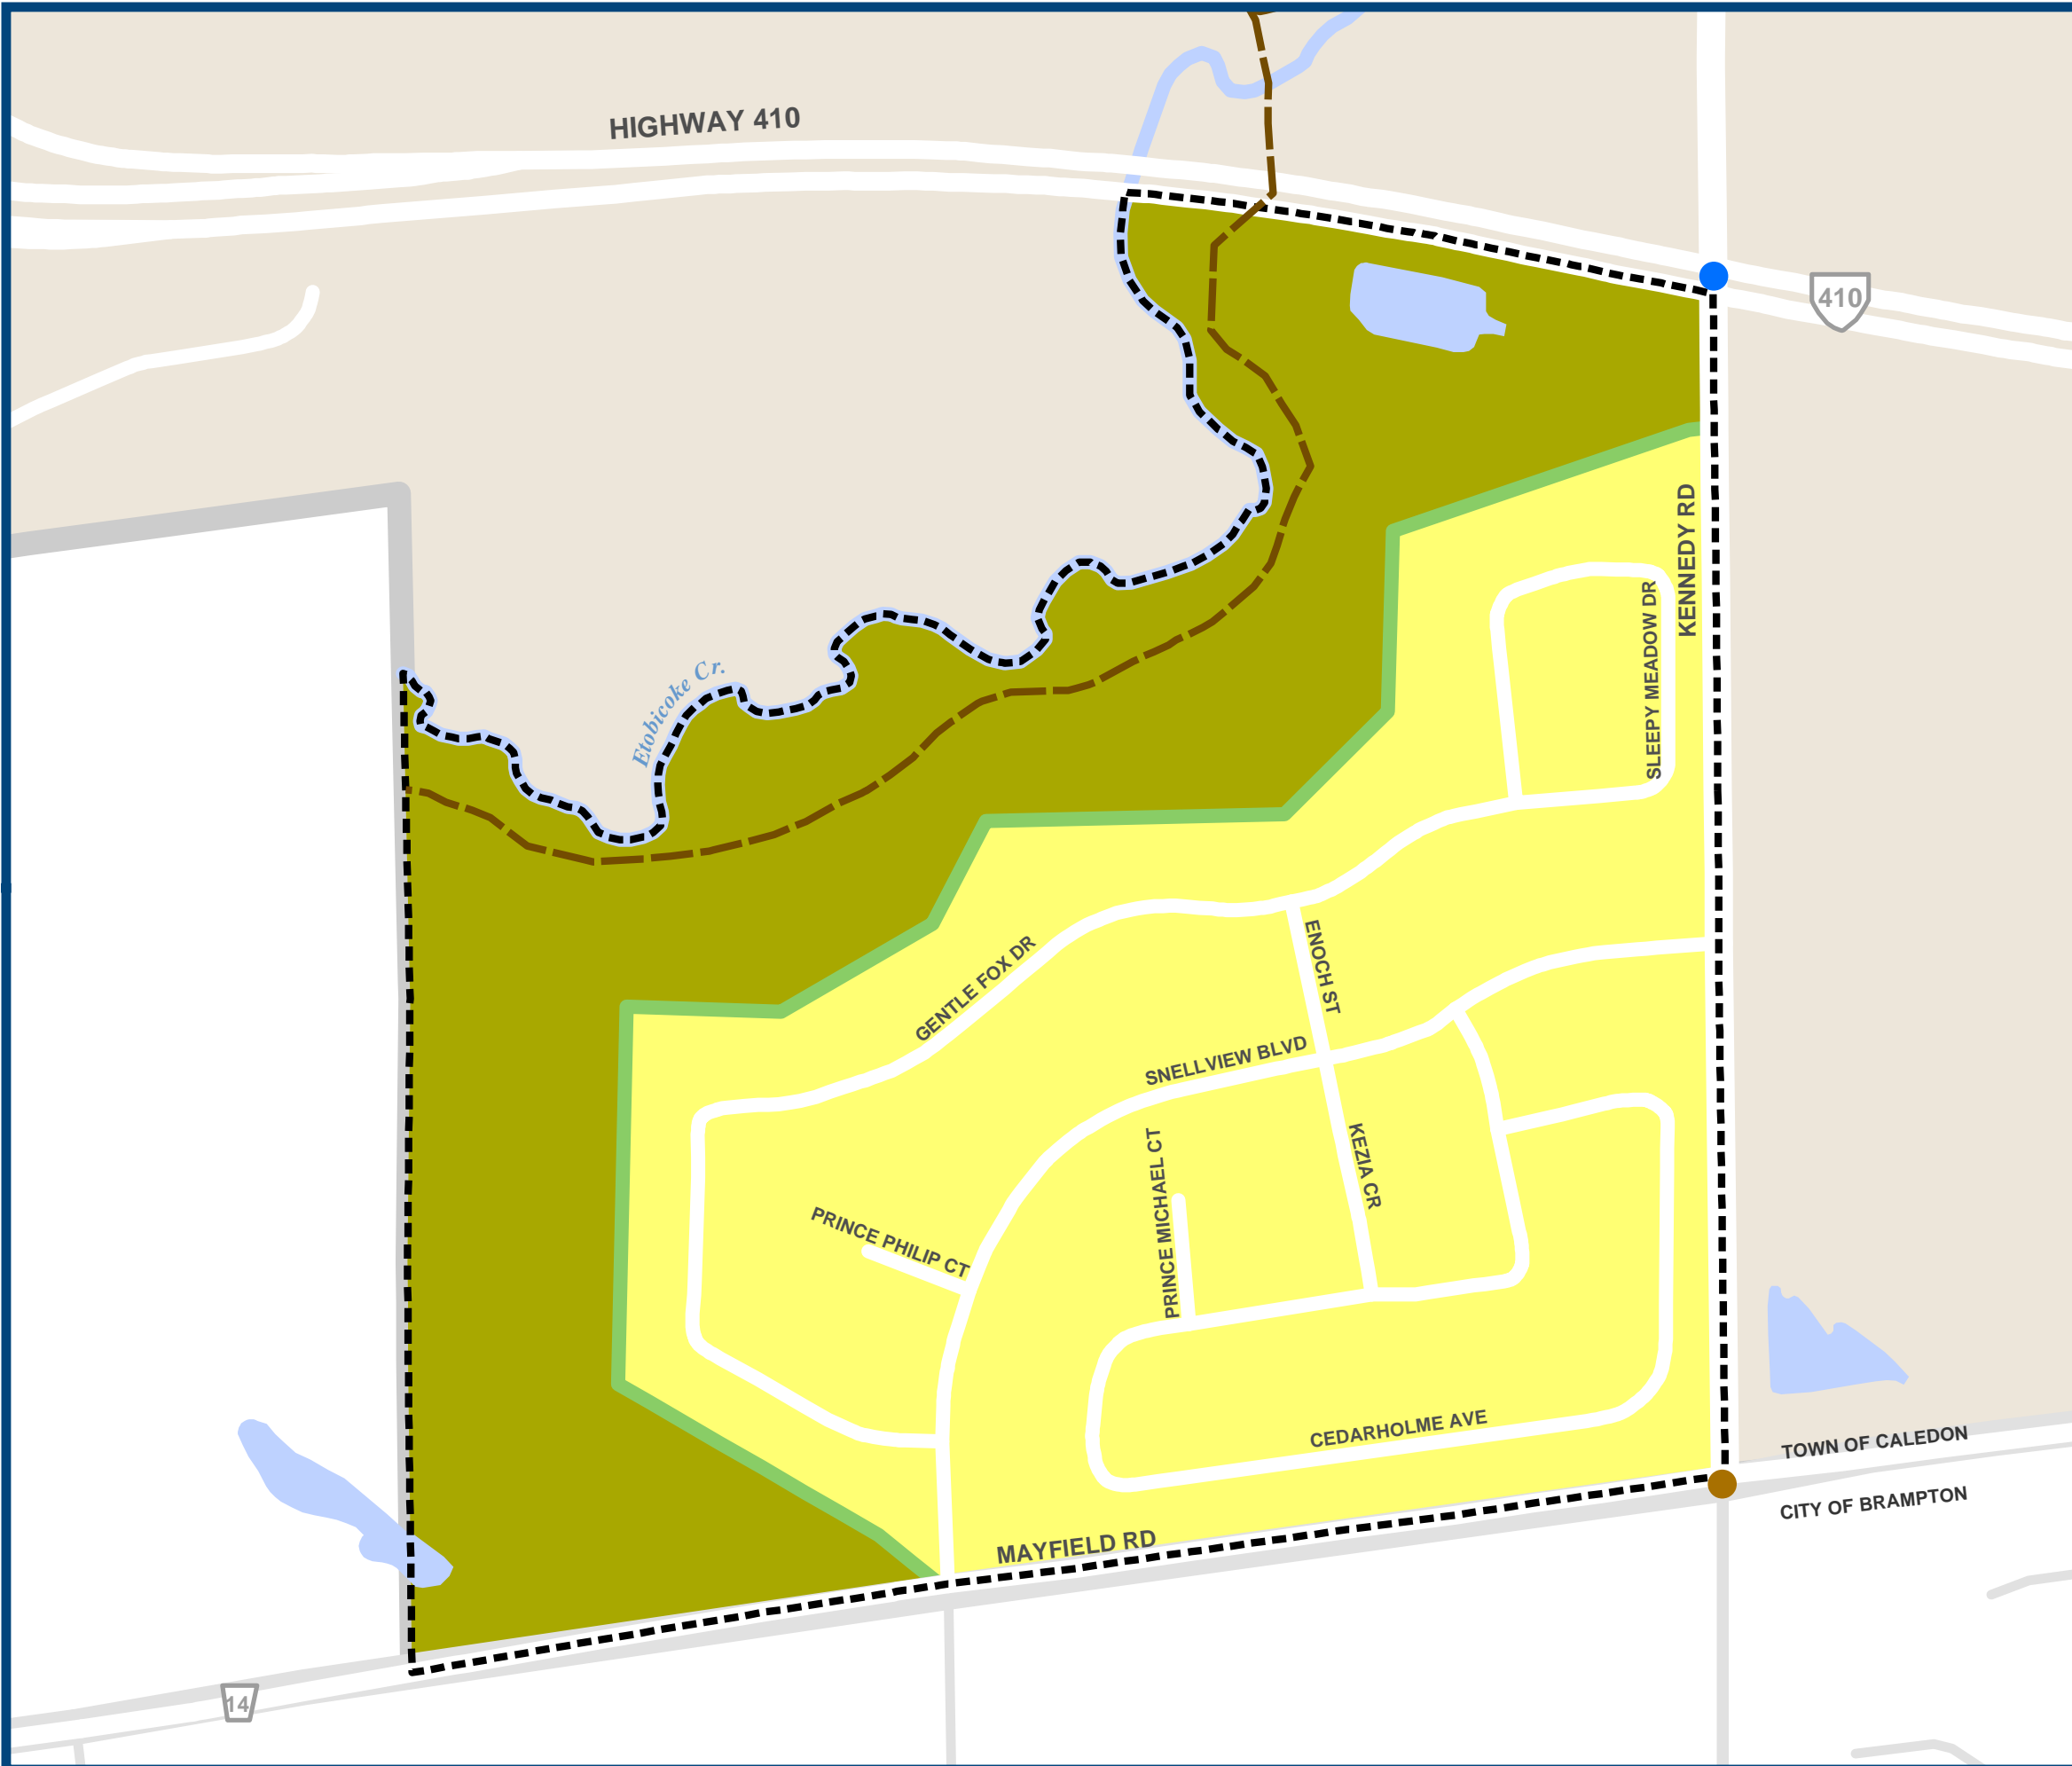 HIGHWAY 410
410
KENNEDY RD
SLEEPY MEADOW DR
Etobicoke Cr.
GENTLE FOX DR
ENOCH ST
SNELLVIEW BLVD
KEZIA CR
PRINCE MICHAEL CT
PRINCE PHILIP CT
CEDARHOLME AVE
TOWN OF CALEDON
CITY OF BRAMPTON
MAYFIELD RD
14